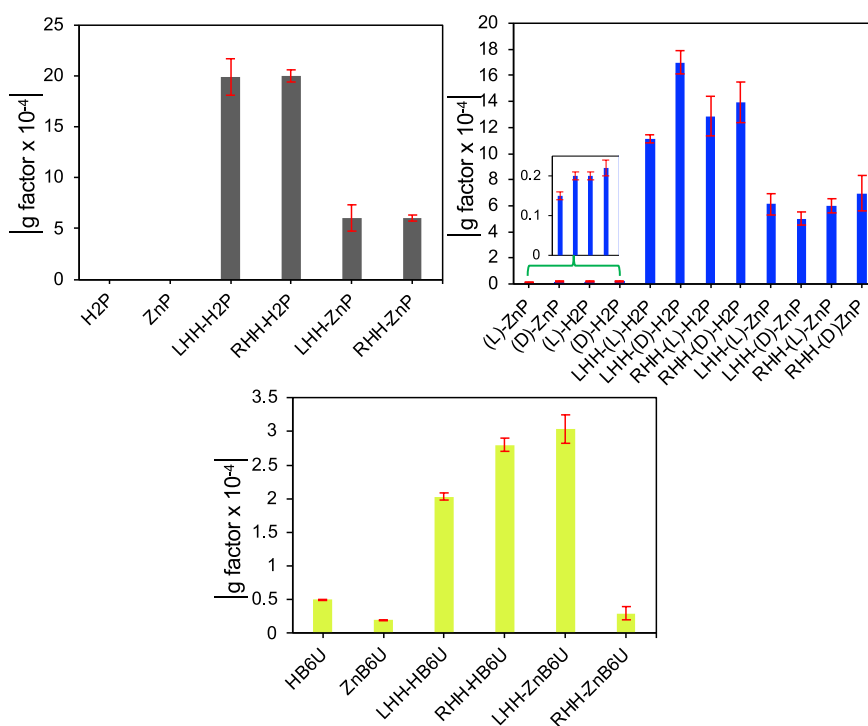 |g factor x 10-4|
25
20
15
10
5
0
H2P
ZnP
LHH-H2P
RHH-H2P
LHH-ZnP
RHH-ZnP
|g factor x 10-4|
20
18
16
14
12
10
8
6
4
2
0
0.2
0.1
0
(L)-ZnP
(D)-ZnP
(L)-H2P
(D)-H2P
LHH-(L)-H2P
LHH-(D)-H2P
RHH-(L)-H2P
RHH-(D)-H2P
LHH-(L)-ZnP
LHH-(D)-ZnP
RHH-(L)-ZnP
RHH-(D)ZnP
|g factor x 10-4|
3.5
3
2.5
2
1.5
1
0.5
0
HB6U
ZnB6U
LHH-HB6U
RHH-HB6U
LHH-ZnB6U
RHH-ZnB6U